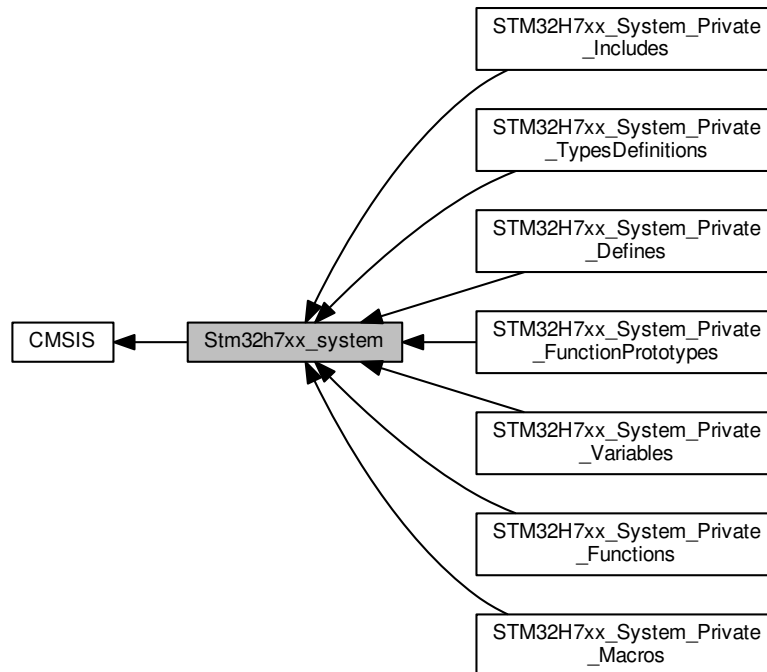 STM32H7xx_System_Private
_Includes
STM32H7xx_System_Private
_TypesDefinitions
STM32H7xx_System_Private
_Defines
CMSIS
Stm32h7xx_system
STM32H7xx_System_Private
_FunctionPrototypes
STM32H7xx_System_Private
_Variables
STM32H7xx_System_Private
_Functions
STM32H7xx_System_Private
_Macros